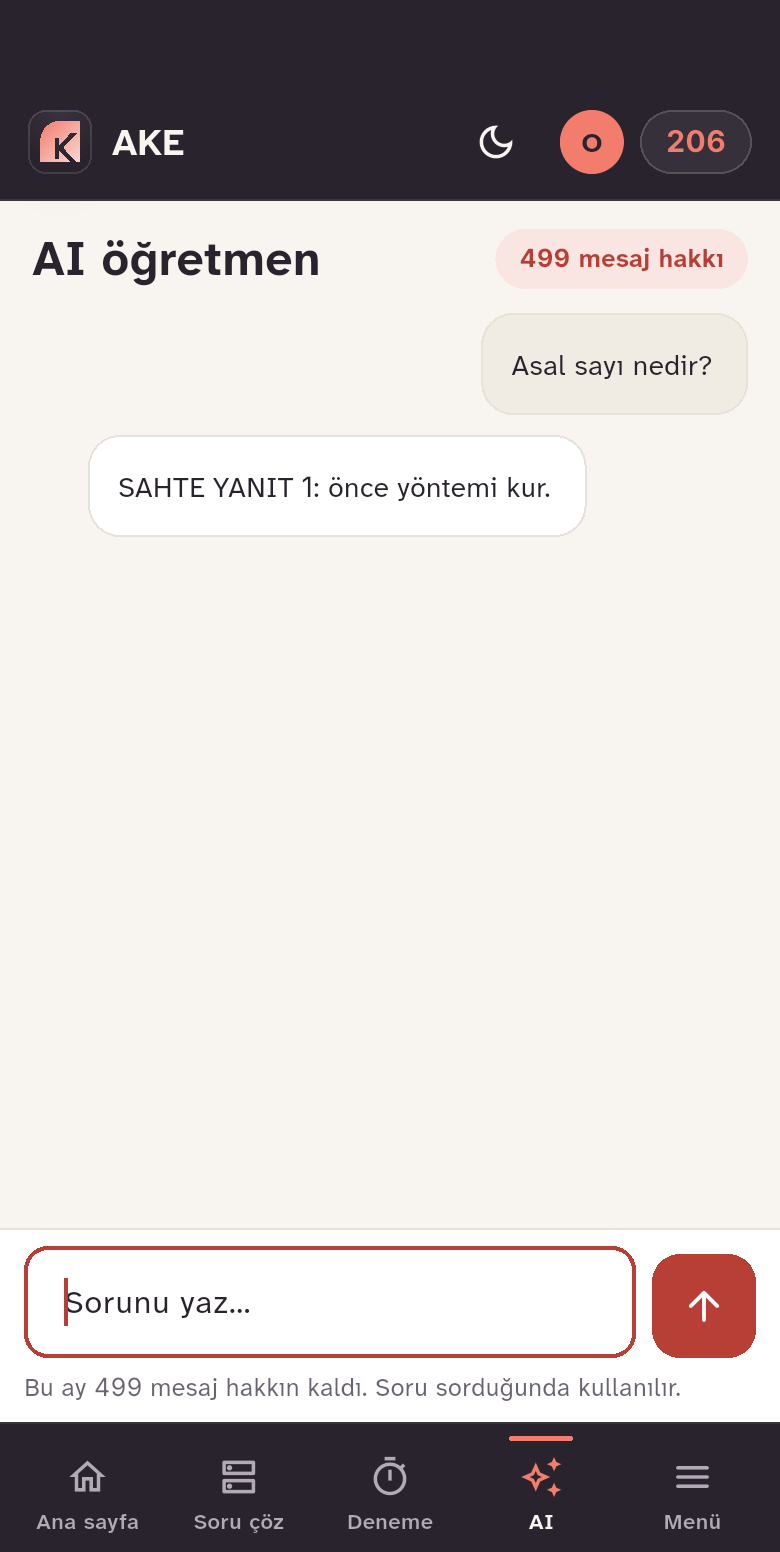 K
AKE
O
206
AI öğretmen
499 mesaj hakkı
Asal sayı nedir?
SAHTE YANIT 1: önce yöntemi kur.
Sorunu yaz...
Bu ay 499 mesaj hakkın kaldı. Soru sorduğunda kullanılır.
Ana sayfa
Soru çöz
Deneme
AI
Menü